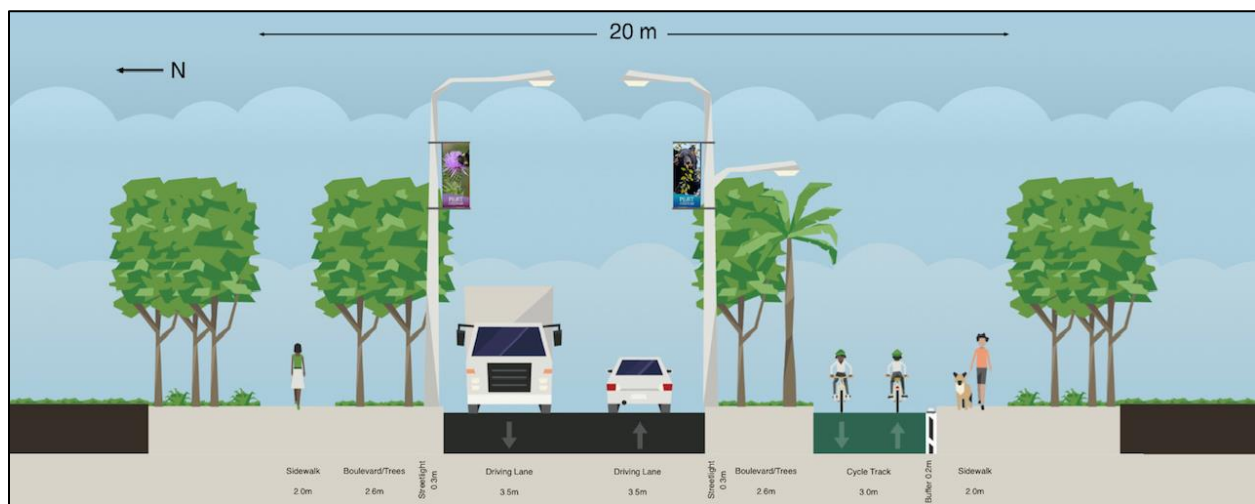 20 m
N
Sidewalk
2.0m
Boulevard/Trees
2.6m
Streetlight
0.3m
Driving Lane
3.5m
Driving Lane
3.5m
Streetlight
0.3m
Boulevard/Trees
2.6m
Cycle Track
3.0m
Buffer 0.2m
Sidewalk
2.0m